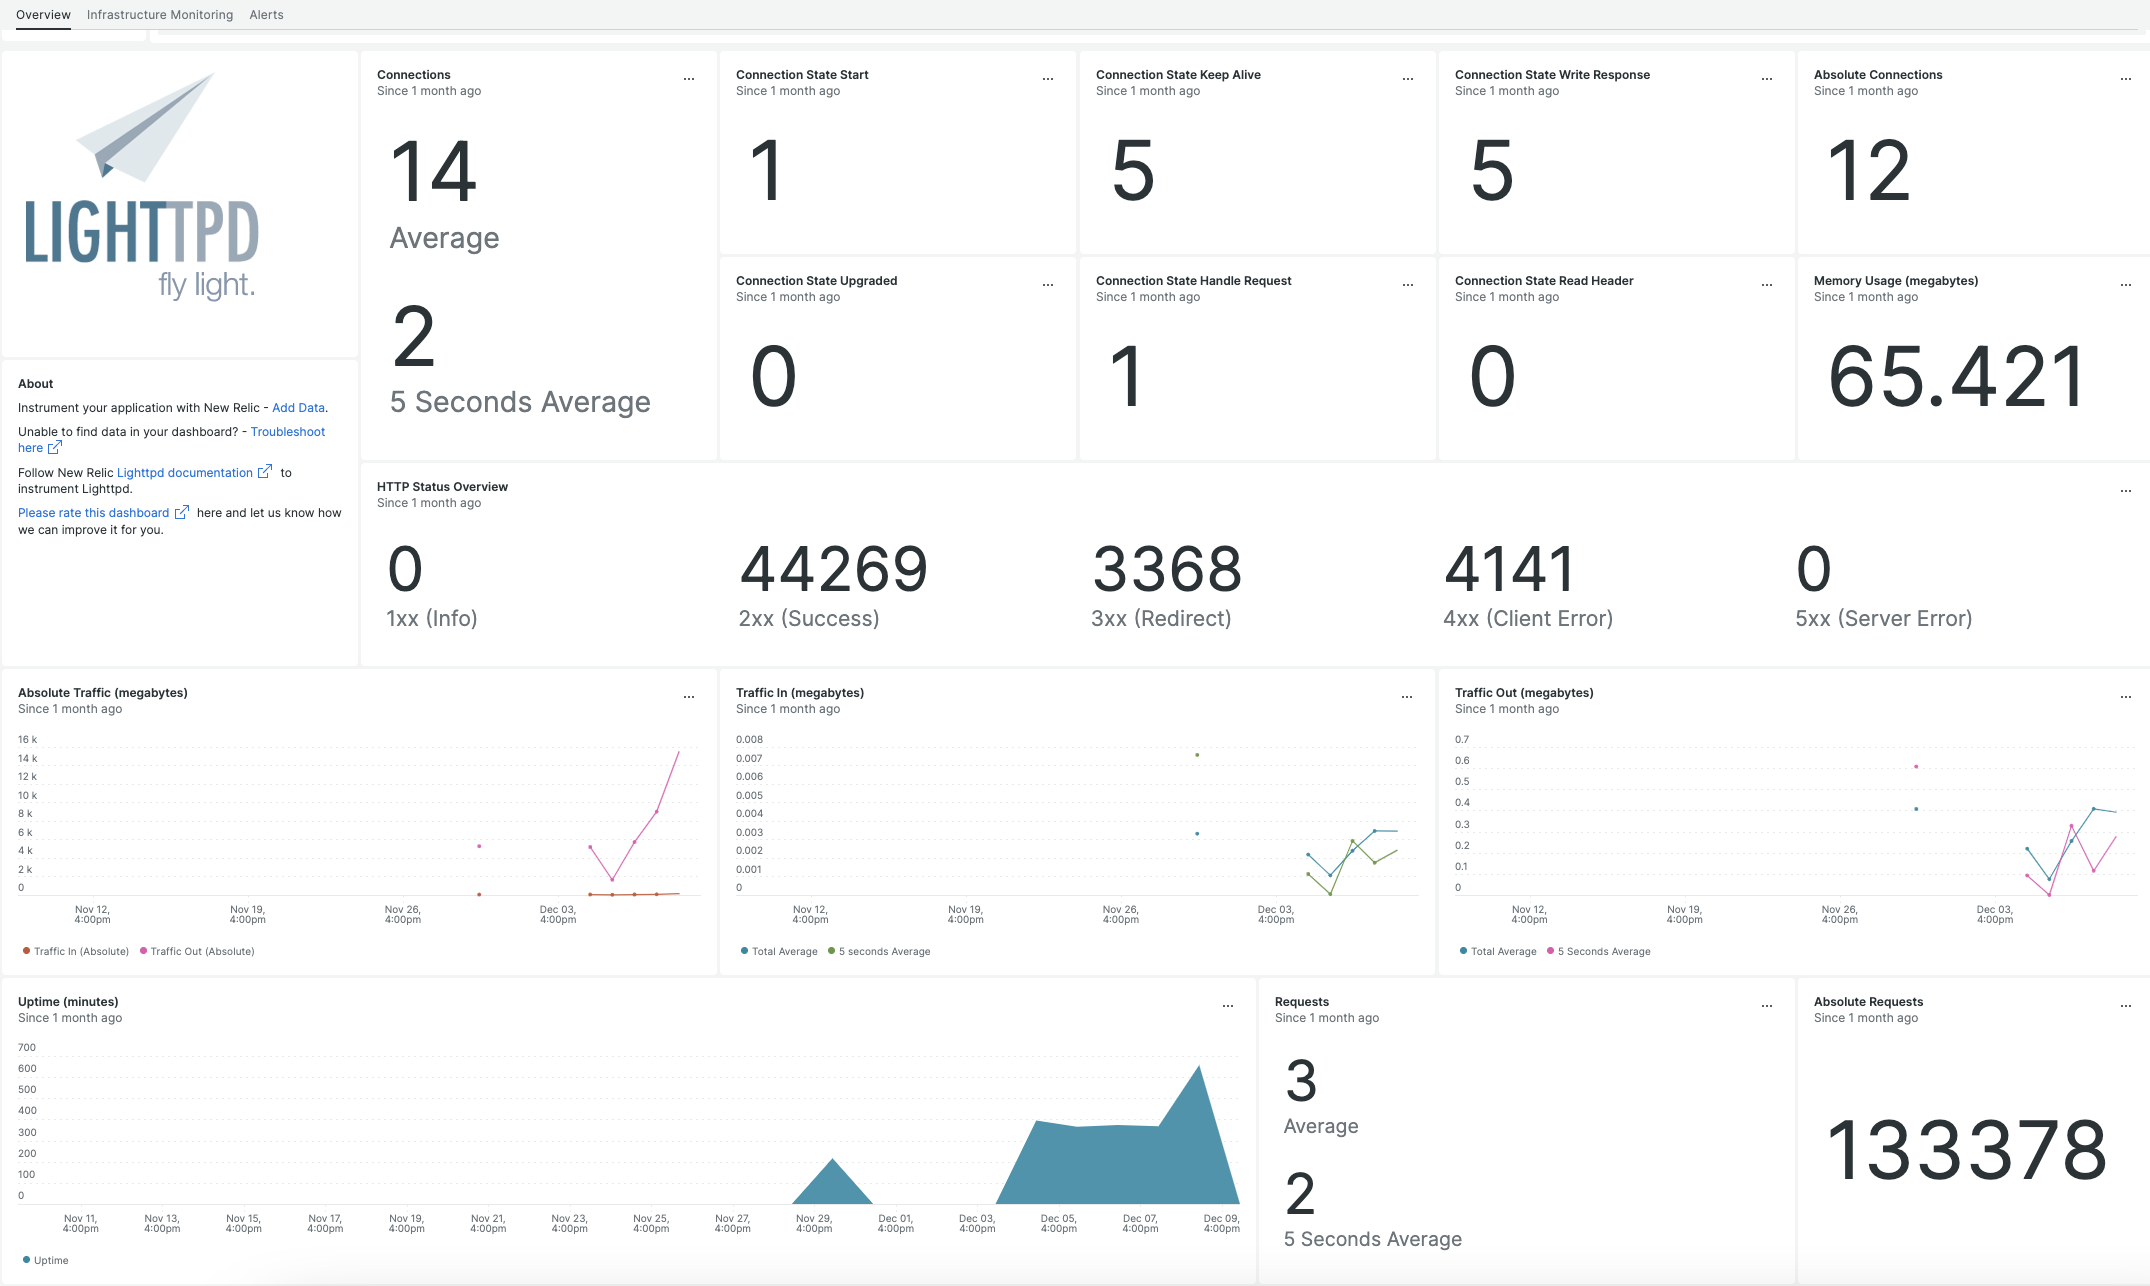 Overview Infrastructure Monitoring Alerts
LIGHTTPD
fly light.
About
Instrument your application with New Relic - Add Data.
Unable to find data in your dashboard? - Troubleshoot
here
Follow New Relic Lighttpd documentation to
instrument Lighttpd.
Please rate this dashboard here and let us know how
we can improve it for you.
Connections
Since 1 month ago
...
14
Average
2
5 Seconds Average
Connection State Start
Since 1 month ago
...
1
Connection State Keep Alive
Since 1 month ago
...
5
Connection State Write Response
Since 1 month ago
...
5
Absolute Connections
Since 1 month ago
...
12
Connection State Upgraded
Since 1 month ago
...
0
Connection State Handle Request
Since 1 month ago
...
1
Connection State Read Header
Since 1 month ago
...
0
Memory Usage (megabytes)
Since 1 month ago
...
65.421
HTTP Status Overview
Since 1 month ago
...
0
1xx (Info)
44269
2xx (Success)
3368
3xx (Redirect)
4141
4xx (Client Error)
0
5xx (Server Error)
Absolute Traffic (megabytes)
Since 1 month ago
...
16 k
14 k
12 k
10 k
8 k
6 k
4 k
2 k
0
Nov 12, Nov 19, Nov 26, Dec 03,
4:00pm 4:00pm 4:00pm 4:00pm
Traffic In (Absolute) Traffic Out (Absolute)
Traffic In (megabytes)
Since 1 month ago
...
0.008
0.007
0.006
0.005
0.004
0.003
0.002
0.001
0
Nov 12, Nov 19, Nov 26, Dec 03,
4:00pm 4:00pm 4:00pm 4:00pm
Total Average 5 seconds Average
Traffic Out (megabytes)
Since 1 month ago
...
0.7
0.6
0.5
0.4
0.3
0.2
0.1
0
Nov 12, Nov 19, Nov 26, Dec 03,
4:00pm 4:00pm 4:00pm 4:00pm
Total Average 5 Seconds Average
Uptime (minutes)
Since 1 month ago
...
700
600
500
400
300
200
100
0
Nov 11, Nov 13, Nov 15, Nov 17, Nov 19, Nov 21, Nov 23, Nov 25, Nov 27, Nov 29, Dec 01, Dec 03, Dec 05, Dec 07, Dec 09,
4:00pm 4:00pm 4:00pm 4:00pm 4:00pm 4:00pm 4:00pm 4:00pm 4:00pm 4:00pm 4:00pm 4:00pm 4:00pm 4:00pm 4:00pm
Uptime
Requests
Since 1 month ago
...
3
Average
2
5 Seconds Average
Absolute Requests
Since 1 month ago
...
133378